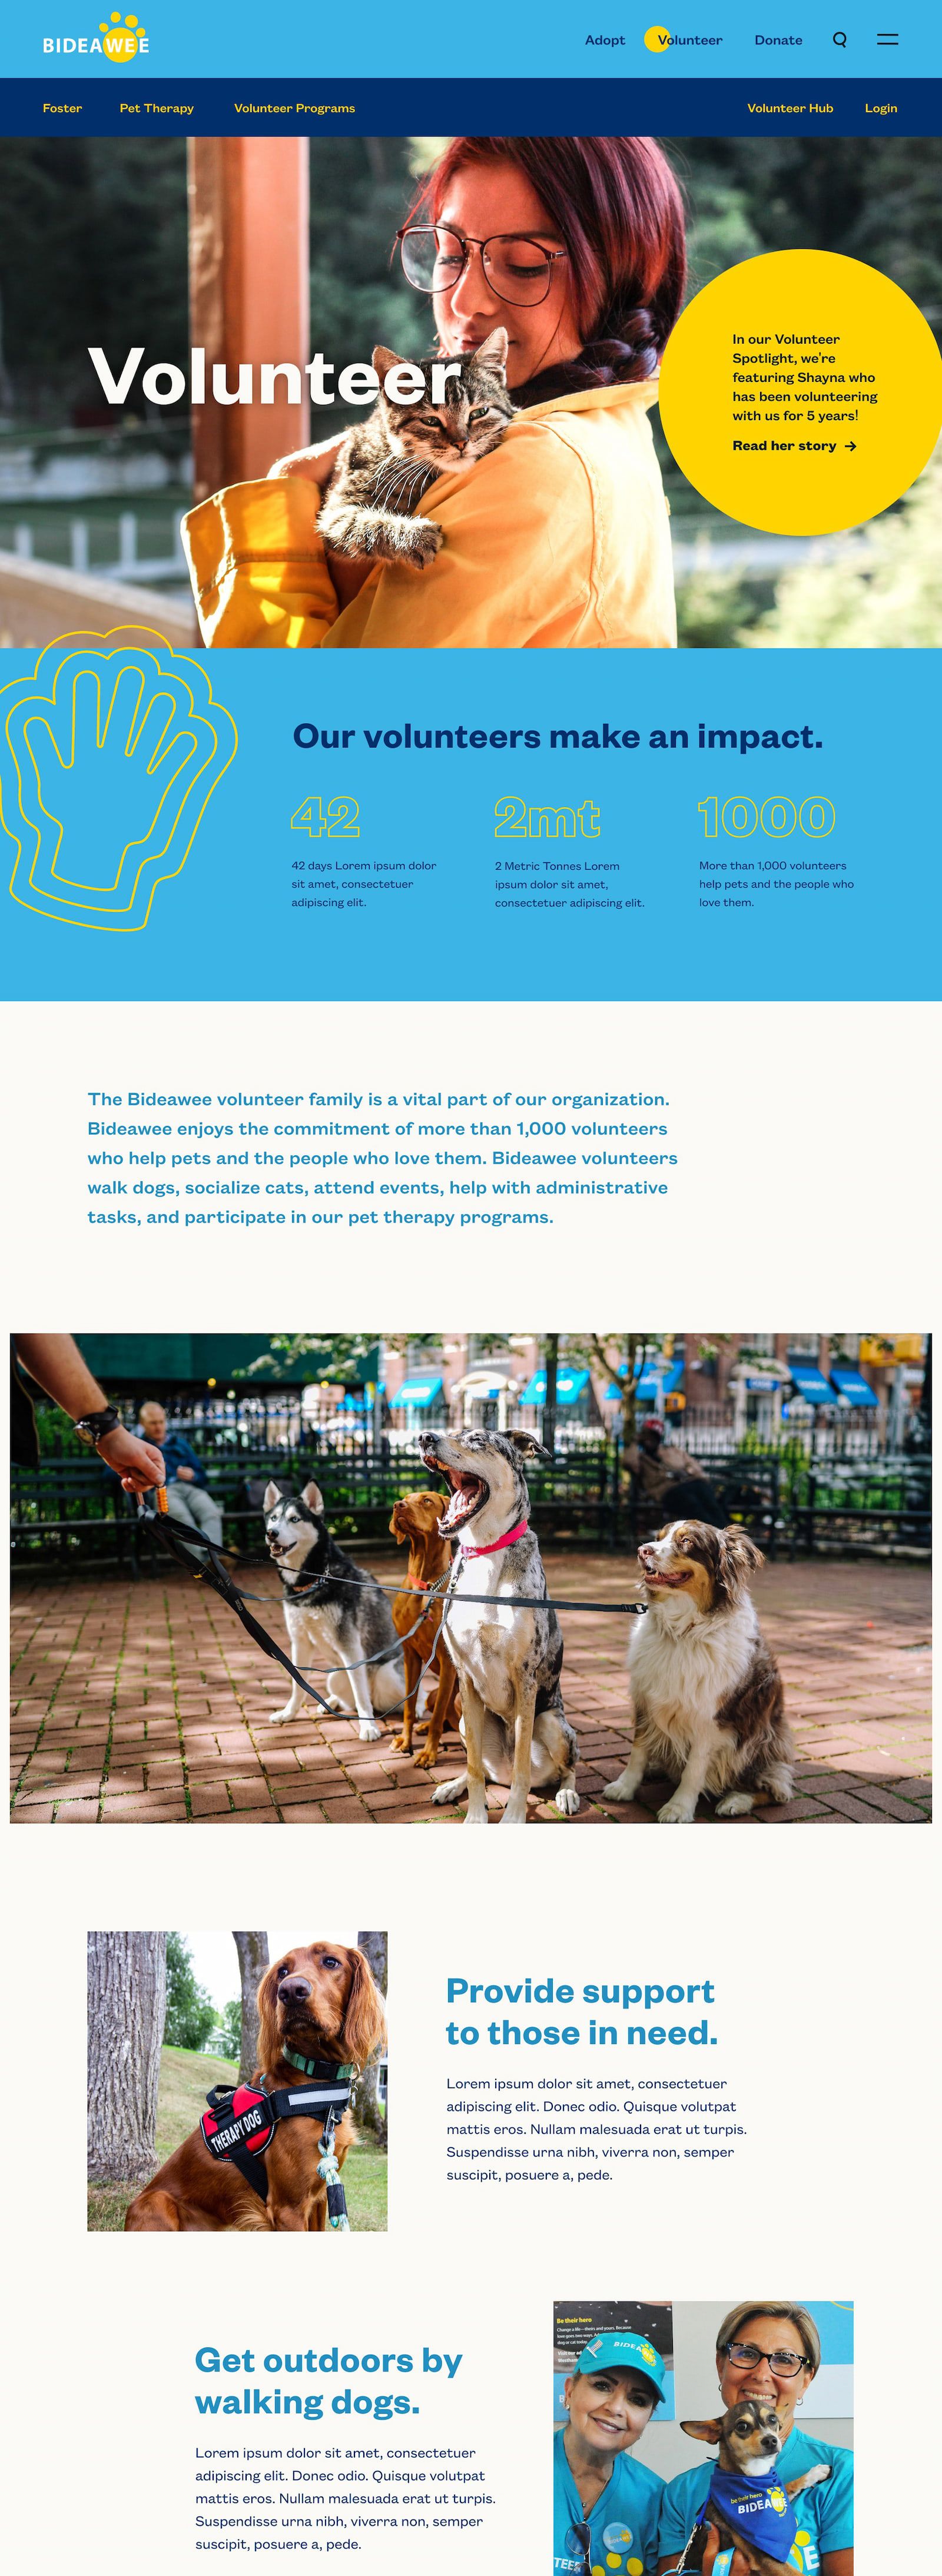 BIDEAWEE
Adopt
Volunteer
Donate
Foster
Pet Therapy
Volunteer Programs
Volunteer Hub
Login
Volunteer
In our Volunteer
Spotlight, we're
featuring Shayna who
has been volunteering
with us for 5 years!
Read her story →
Our volunteers make an impact.
42
42 days Lorem ipsum dolor
sit amet, consectetuer
adipiscing elit.
2mt
2 Metric Tonnes Lorem
ipsum dolor sit amet,
consectetuer adipiscing elit.
1000
More than 1,000 volunteers
help pets and the people who
love them.
The Bideawee volunteer family is a vital part of our organization.
Bideawee enjoys the commitment of more than 1,000 volunteers
who help pets and the people who love them. Bideawee volunteers
walk dogs, socialize cats, attend events, help with administrative
tasks, and participate in our pet therapy programs.
THERAPY DOG
Provide support
to those in need.
Lorem ipsum dolor sit amet, consectetuer
adipiscing elit. Donec odio. Quisque volutpat
mattis eros. Nullam malesuada erat ut turpis.
Suspendisse urna nibh, viverra non, semper
suscipit, posuere a, pede.
Get outdoors by
walking dogs.
Lorem ipsum dolor sit amet, consectetuer
adipiscing elit. Donec odio. Quisque volutpat
mattis eros. Nullam malesuada erat ut turpis.
Suspendisse urna nibh, viverra non, semper
suscipit, posuere a, pede.
Be their hero
BIDEA
be their hero
BIDEAWEE